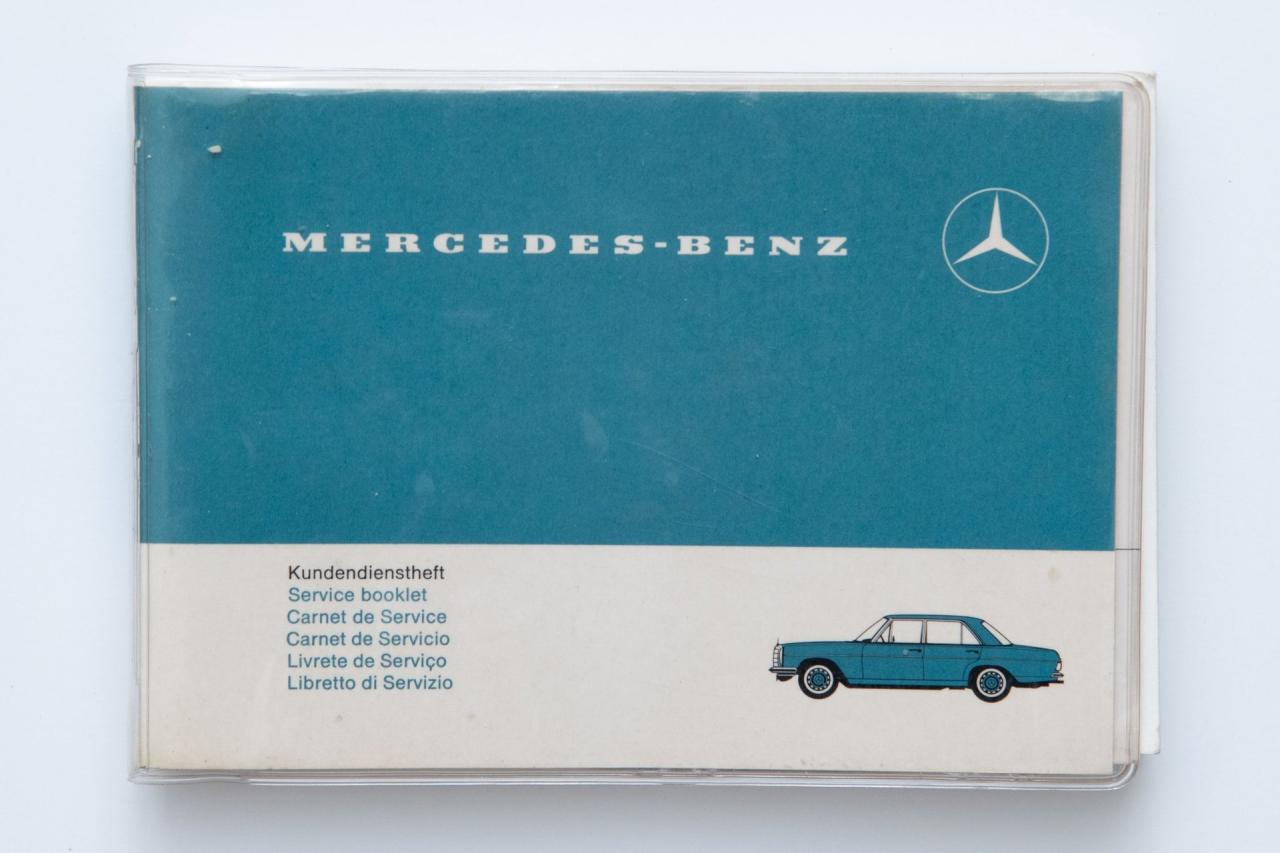 MERCEDES-BENZ
Kundendienstheft
Service booklet
Carnet de Service
Carnet de Servicio
Livrete de Serviço
Libretto di Servizio